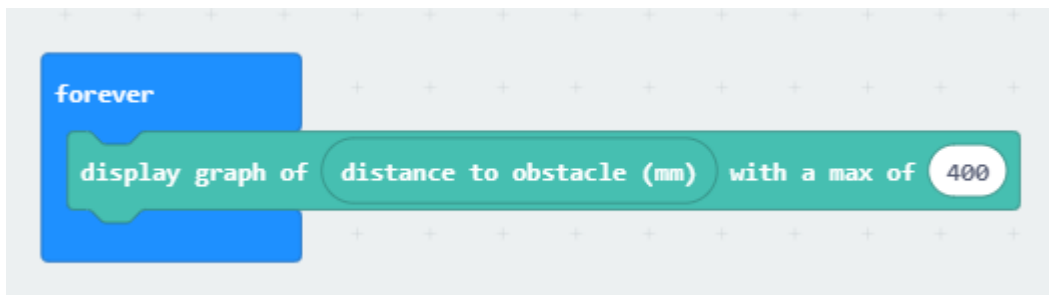 forever
display graph of distance to obstacle (mm) with a max of 400